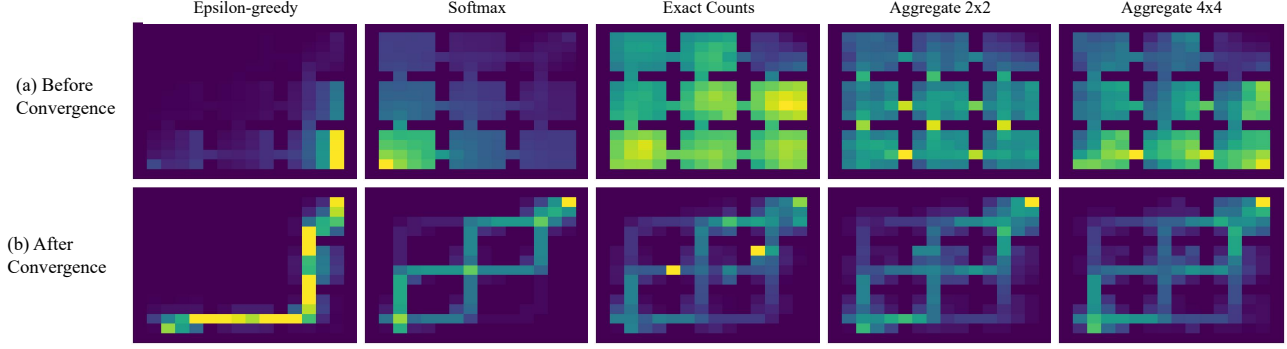 Epsilon-greedy Softmax Exact Counts Aggregate 2x2 Aggregate 4x4
(a) Before
Convergence
(b) After
Convergence